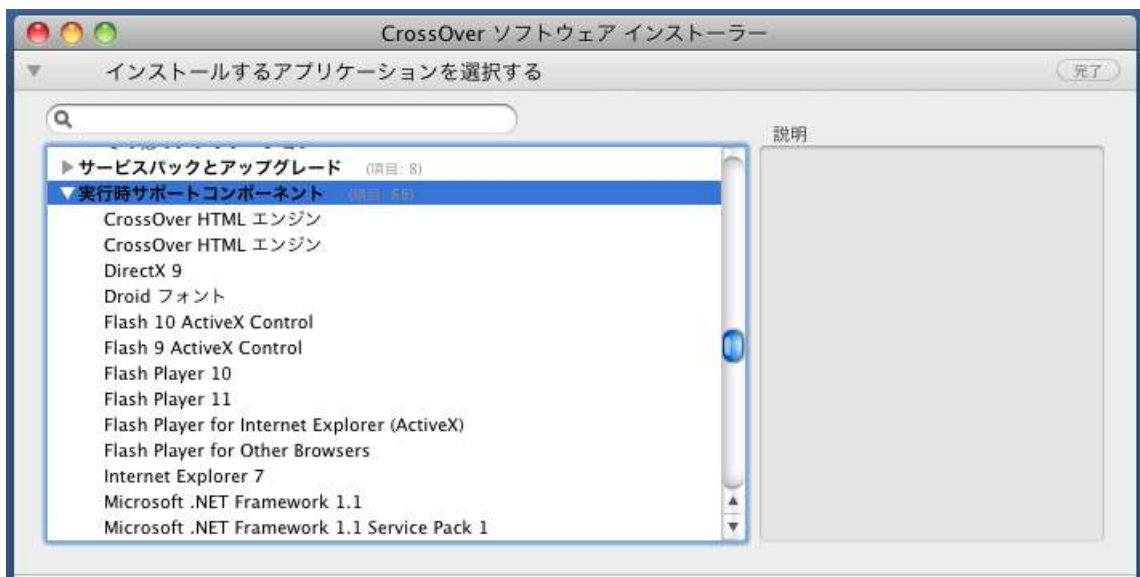 CrossOver ソフトウェア インストーラー
インストールするアプリケーションを選択する
完了
説明
サービスパックとアップグレード (項目: 8)
実行時サポートコンポーネント
CrossOver HTML エンジン
CrossOver HTML エンジン
DirectX 9
Droid フォント
Flash 10 ActiveX Control
Flash 9 ActiveX Control
Flash Player 10
Flash Player 11
Flash Player for Internet Explorer (ActiveX)
Flash Player for Other Browsers
Internet Explorer 7
Microsoft .NET Framework 1.1
Microsoft .NET Framework 1.1 Service Pack 1